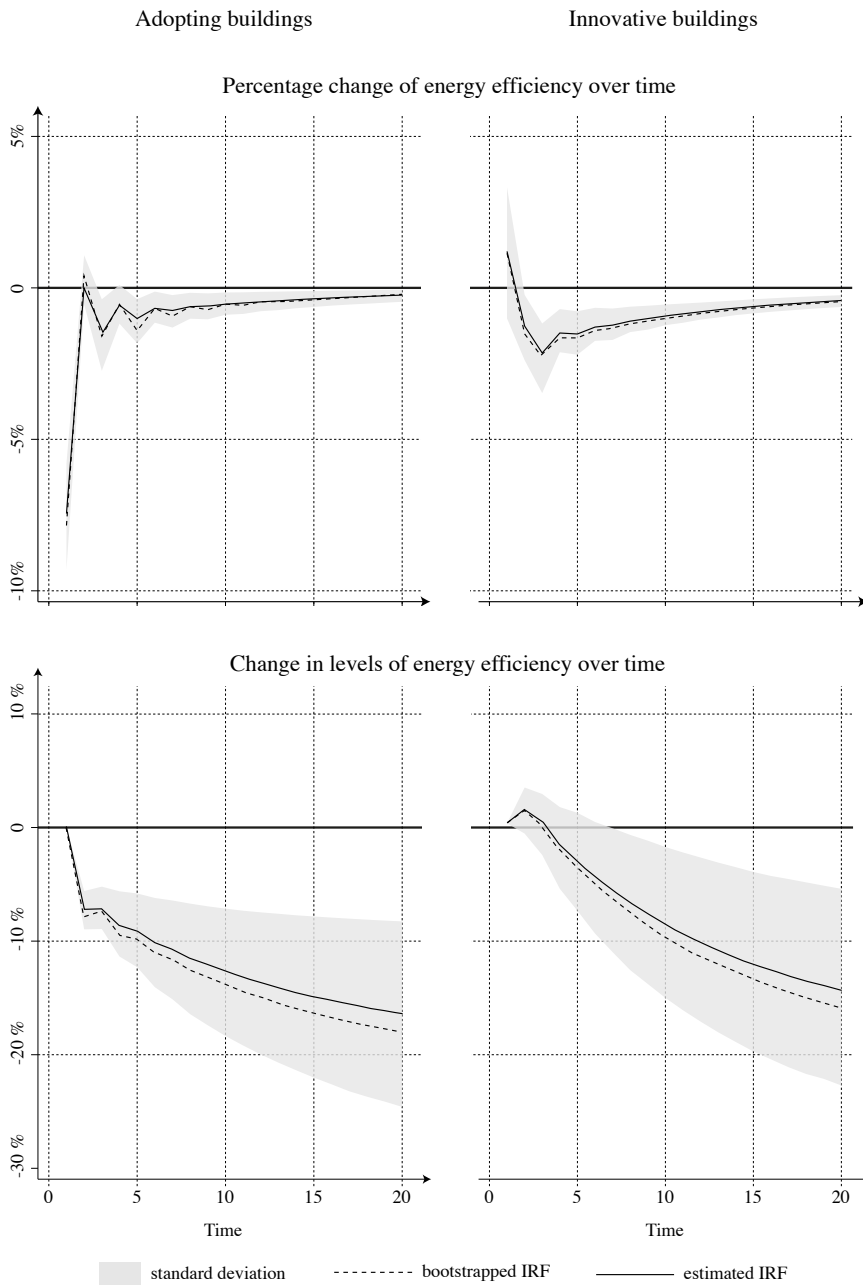 Adopting buildings
Innovative buildings
Percentage change of energy efficiency over time
5%
0
-5%
-10%
Change in levels of energy efficiency over time
10 %
0
-10 %
-20 %
-30 %
0 5 10 15 20
0 5 10 15 20
Time
Time
standard deviation
bootstrapped IRF
estimated IRF